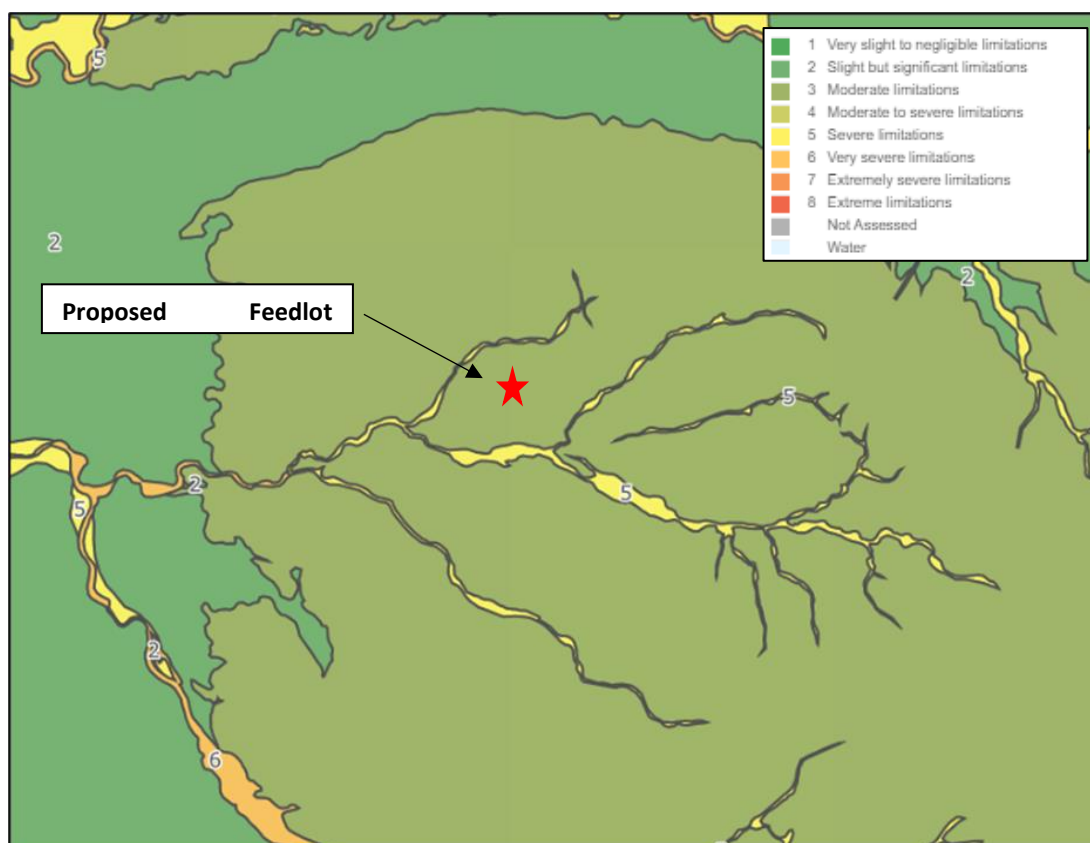 5
1 Very slight to negligible limitations
2 Slight but significant limitations
3 Moderate limitations
4 Moderate to severe limitations
5 Severe limitations
6 Very severe limitations
7 Extremely severe limitations
8 Extreme limitations
Not Assessed
Water
2
2
Proposed Feedlot
5
2
5
5
2
6